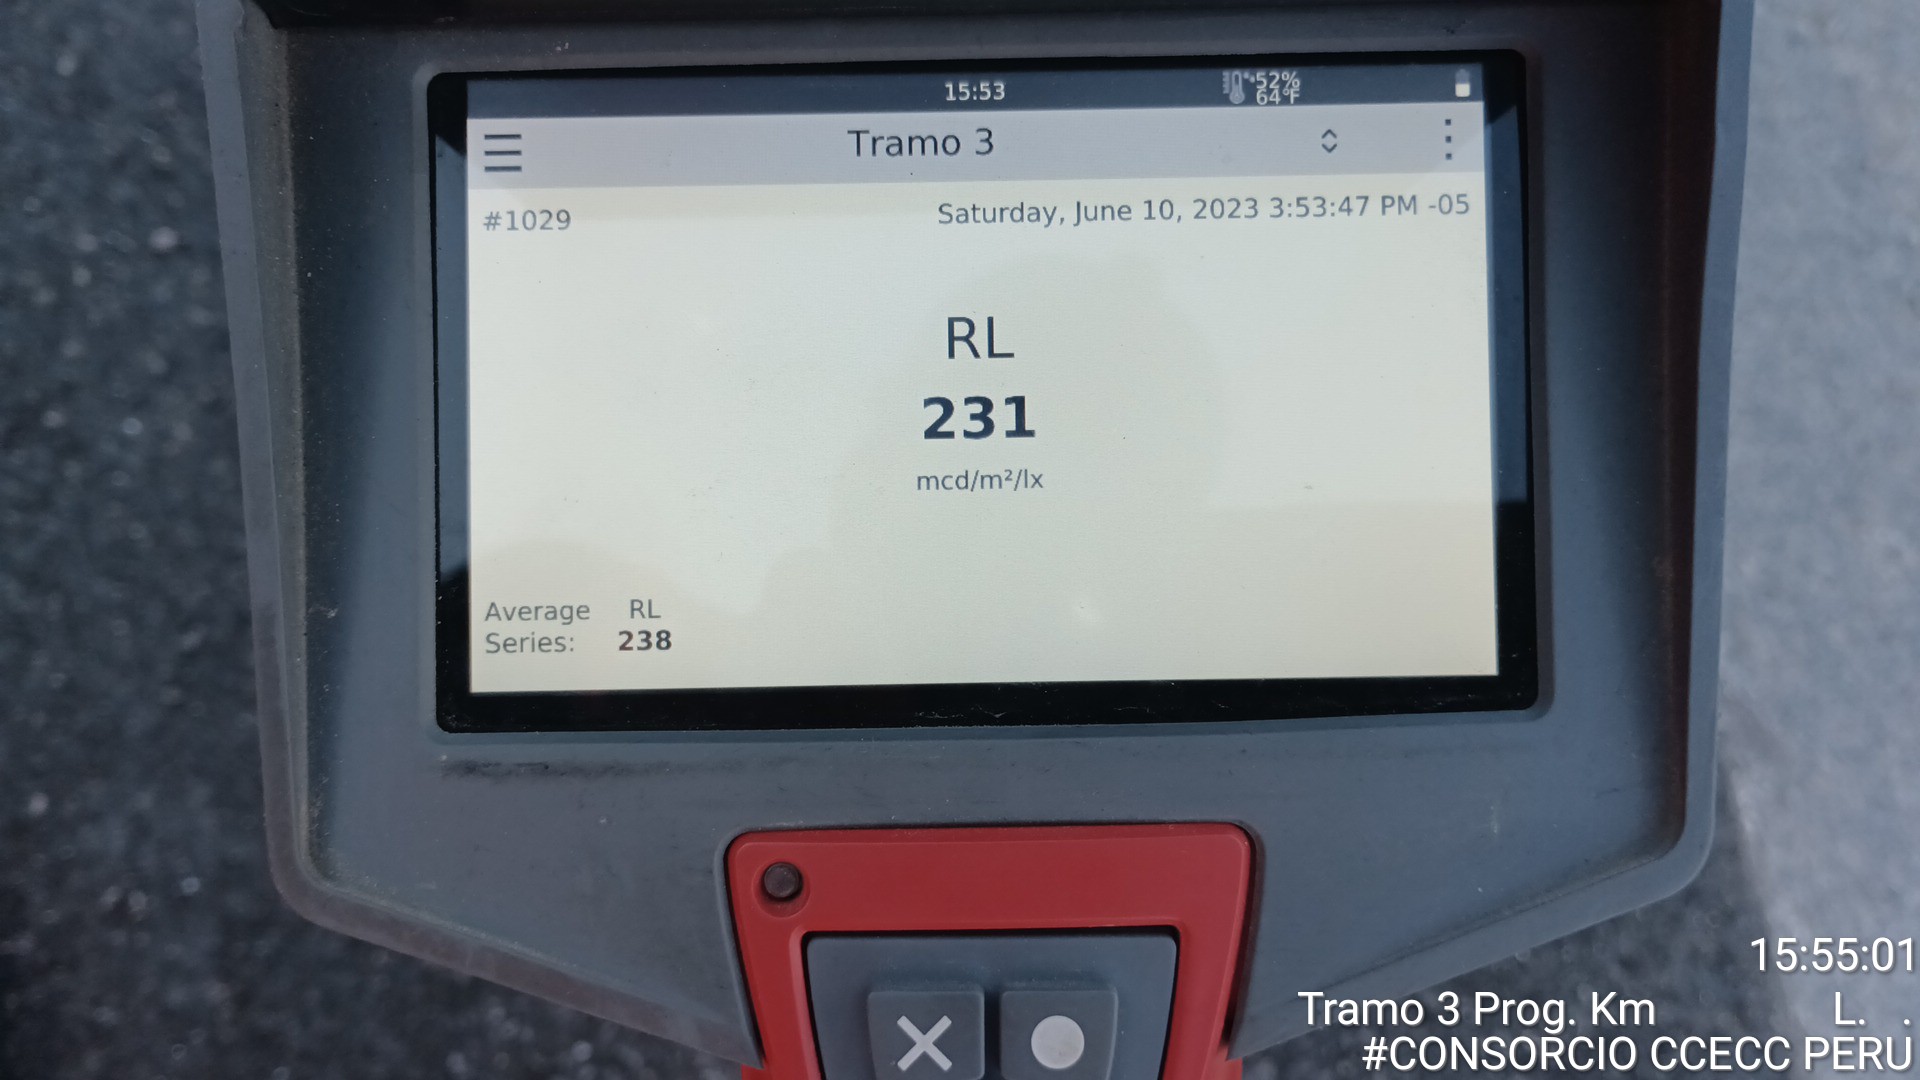 15:53
52%
64°F
Tramo 3
#1029
Saturday, June 10, 2023 3:53:47 PM -05
RL
231
mcd/m²/lx
Average RL
Series: 238
15:55:01
Tramo 3 Prog. Km L. .
#CONSORCIO CCECC PERU